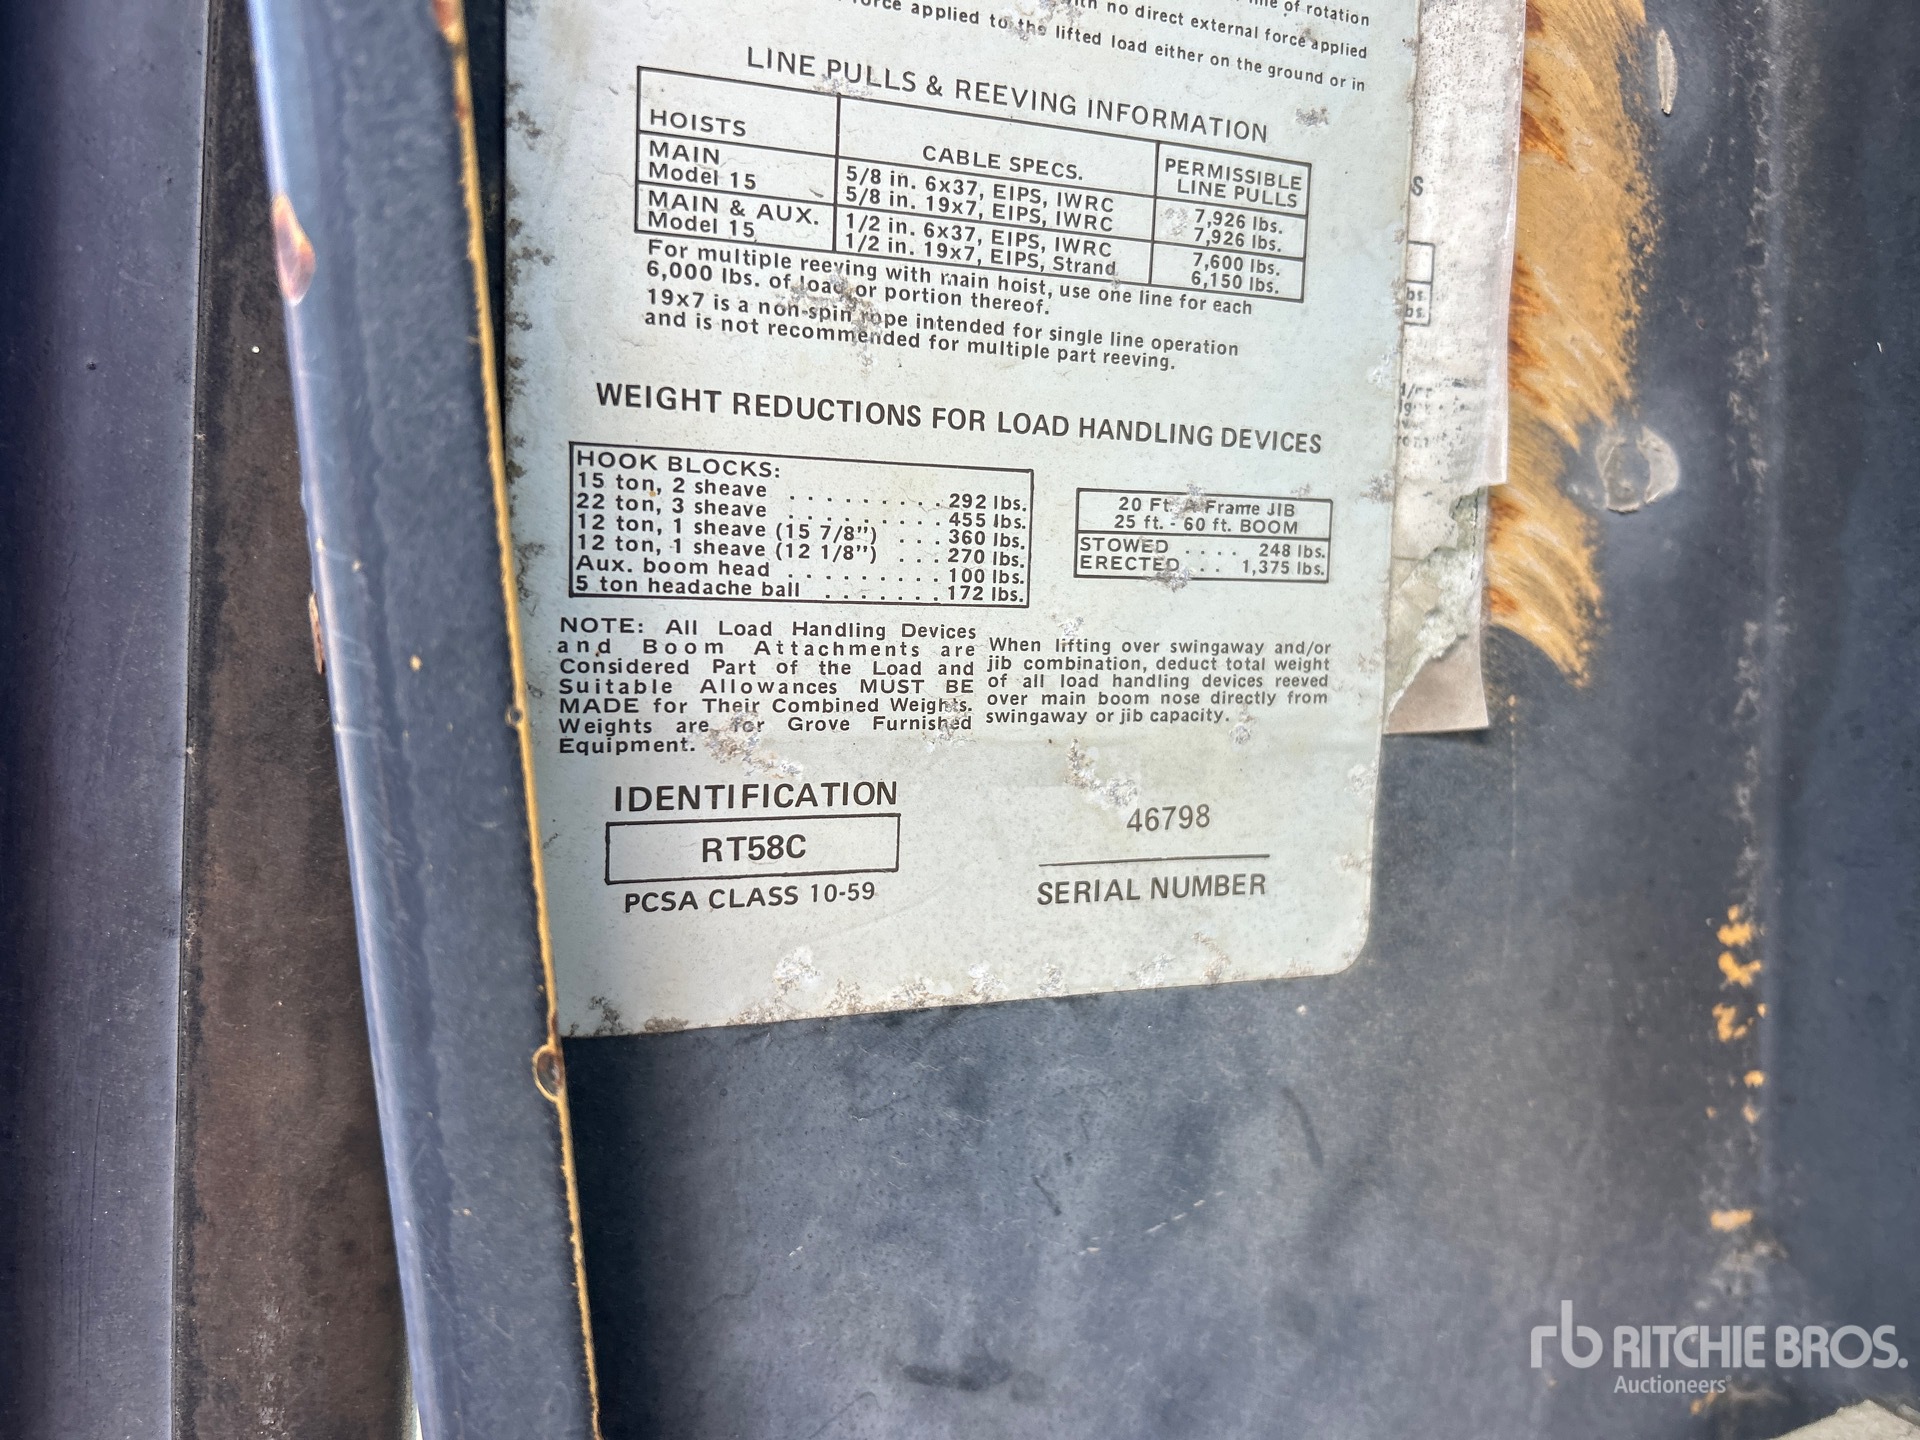 of rotation
with no direct external force applied
force applied to the lifted load either on the ground or in
LINE PULLS & REEVING INFORMATION
HOISTS
CABLE SPECS.
PERMISSIBLE
LINE PULLS
MAIN
Model 15
5/8 in. 6x37, EIPS, IWRC
5/8 in. 19x7, EIPS, IWRC
7,926 lbs.
7,926 lbs.
MAIN & AUX.
Model 15
1/2 in. 6x37, EIPS, IWRC
1/2 in. 19x7, EIPS, Strand
7,600 lbs.
6,150 lbs.
For multiple reeving with main hoist, use one line for each
6,000 lbs. of load or portion thereof.
19x7 is a non-spin rope intended for single line operation
and is not recommended for multiple part reeving.
WEIGHT REDUCTIONS FOR LOAD HANDLING DEVICES
HOOK BLOCKS:
15 ton, 2 sheave . . . . . . . . . 292 lbs.
22 ton, 3 sheave . . . . . . . . . 455 lbs.
12 ton, 1 sheave (15 7/8") . . . 360 lbs.
12 ton, 1 sheave (12 1/8") . . . 270 lbs.
Aux. boom head . . . . . . . . . 100 lbs.
5 ton headache ball . . . . . . . 172 lbs.
20 Ft. A Frame JIB
25 ft. - 60 ft. BOOM
STOWED . . . . 248 lbs.
ERECTED . . 1,375 lbs.
NOTE: All Load Handling Devices
and Boom Attachments are
Considered Part of the Load and
Suitable Allowances MUST BE
MADE for Their Combined Weights.
Weights are for Grove Furnished
Equipment.
When lifting over swingaway and/or
jib combination, deduct total weight
of all load handling devices reeved
over main boom nose directly from
swingaway or jib capacity.
IDENTIFICATION
RT58C
PCSA CLASS 10-59
46798
SERIAL NUMBER
rb RITCHIE BROS.
Auctioneers